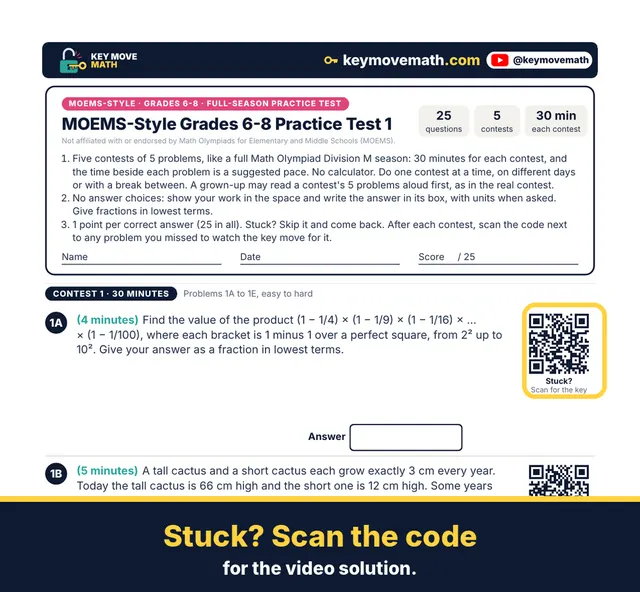 KEY MOVE
MATH
keymovemath.com
@keymovemath
MOEMS-STYLE · GRADES 6-8 · FULL-SEASON PRACTICE TEST
MOEMS-Style Grades 6-8 Practice Test 1
Not affiliated with or endorsed by Math Olympiads for Elementary and Middle Schools (MOEMS).
25
questions
5
contests
30 min
each contest
1. Five contests of 5 problems, like a full Math Olympiad Division M season: 30 minutes for each contest, and
the time beside each problem is a suggested pace. No calculator. Do one contest at a time, on different days
or with a break between. A grown-up may read a contest's 5 problems aloud first, as in the real contest.
2. No answer choices: show your work in the space and write the answer in its box, with units when asked.
Give fractions in lowest terms.
3. 1 point per correct answer (25 in all). Stuck? Skip it and come back. After each contest, scan the code next
to any problem you missed to watch the key move for it.
Name Date Score / 25
CONTEST 1 · 30 MINUTES Problems 1A to 1E, easy to hard
1A (4 minutes) Find the value of the product (1 − 1/4) × (1 − 1/9) × (1 − 1/16) × ...
× (1 − 1/100), where each bracket is 1 minus 1 over a perfect square, from 2² up to
10². Give your answer as a fraction in lowest terms.
Stuck?
Scan for the key
Answer
1B (5 minutes) A tall cactus and a short cactus each grow exactly 3 cm every year.
Today the tall cactus is 66 cm high and the short one is 12 cm high. Some years
Stuck? Scan the code
for the video solution.